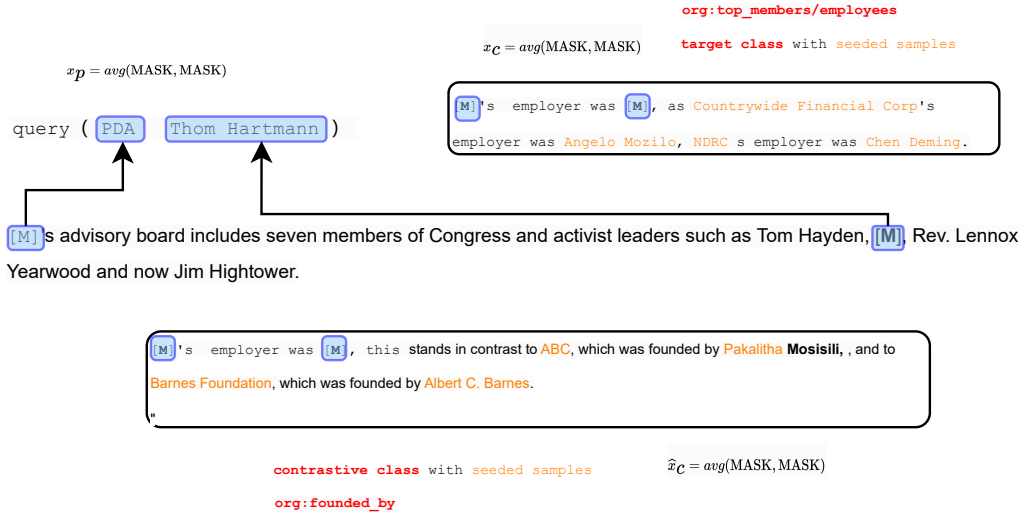 org:top_members/employees
x_c = avg(MASK, MASK)
target class with seeded samples
x_p = avg(MASK, MASK)
[M]'s employer was [M], as Countrywide Financial Corp's
employer was Angelo Mozilo, NDRC s employer was Chen Deming.
query ( PDA Thom Hartmann )
[M]s advisory board includes seven members of Congress and activist leaders such as Tom Hayden, [M], Rev. Lennox
Yearwood and now Jim Hightower.
[M]'s employer was [M], this stands in contrast to ABC, which was founded by Pakalitha Mosisili, , and to
Barnes Foundation, which was founded by Albert C. Barnes.
"
contrastive class with seeded samples
x̂_c = avg(MASK, MASK)
org:founded_by